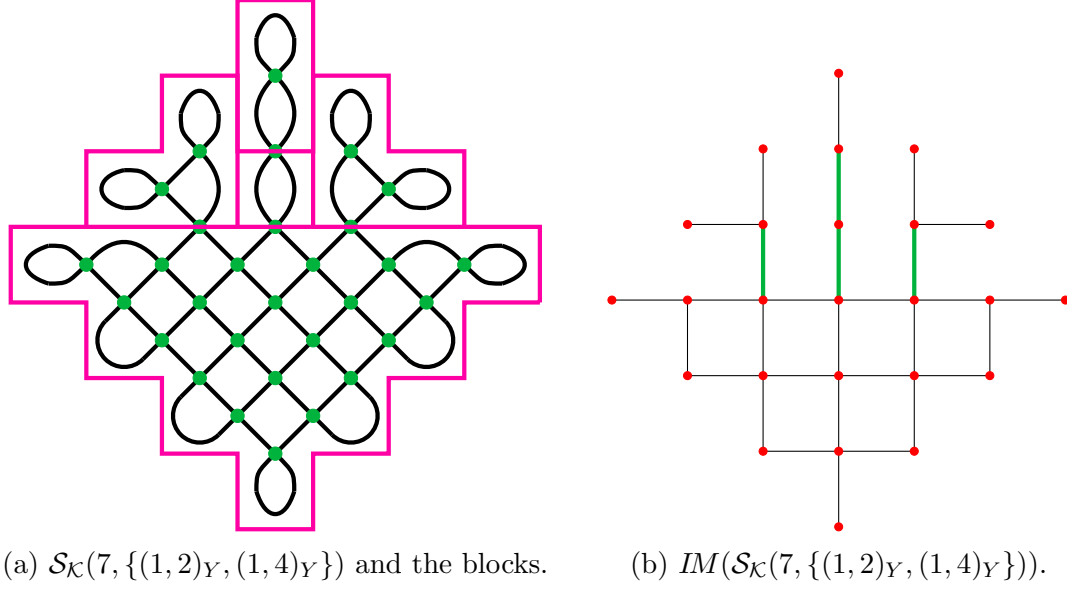 (a) $\mathcal{S}_{\mathcal{K}}(7, \{(1,2)_Y, (1,4)_Y\})$ and the blocks.
(b) $IM(\mathcal{S}_{\mathcal{K}}(7, \{(1,2)_Y, (1,4)_Y\}))$.